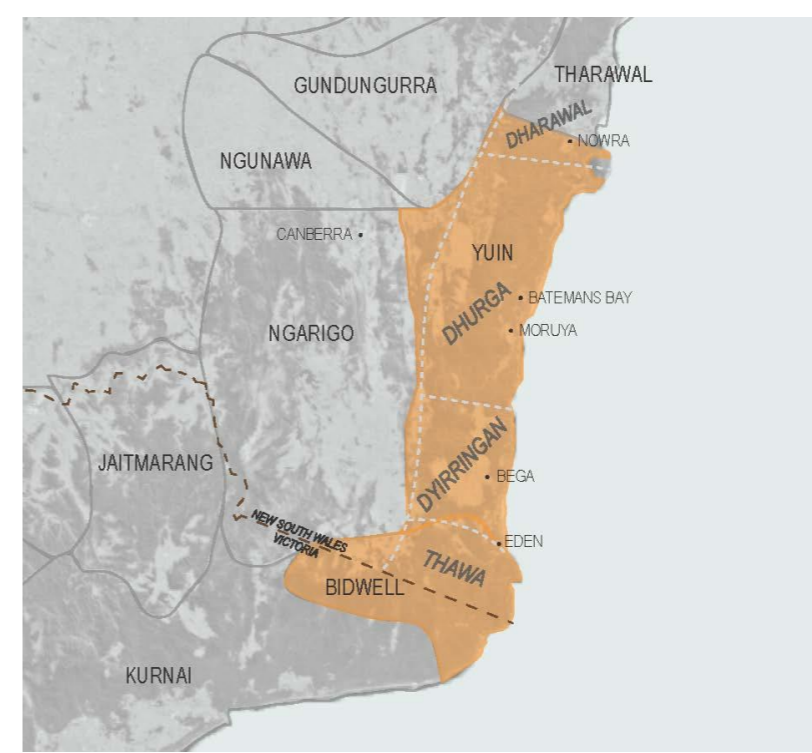 THARAWAL
GUNDUNGURRA
DHARAWAL
NOWRA
NGUNAWA
CANBERRA
YUIN
BATEMANS BAY
DHURGA
MORUYA
NGARIGO
JAITMARANG
DYIRRINGAN
BEGA
NEW SOUTH WALES
VICTORIA
EDEN
THAWA
BIDWELL
KURNAI